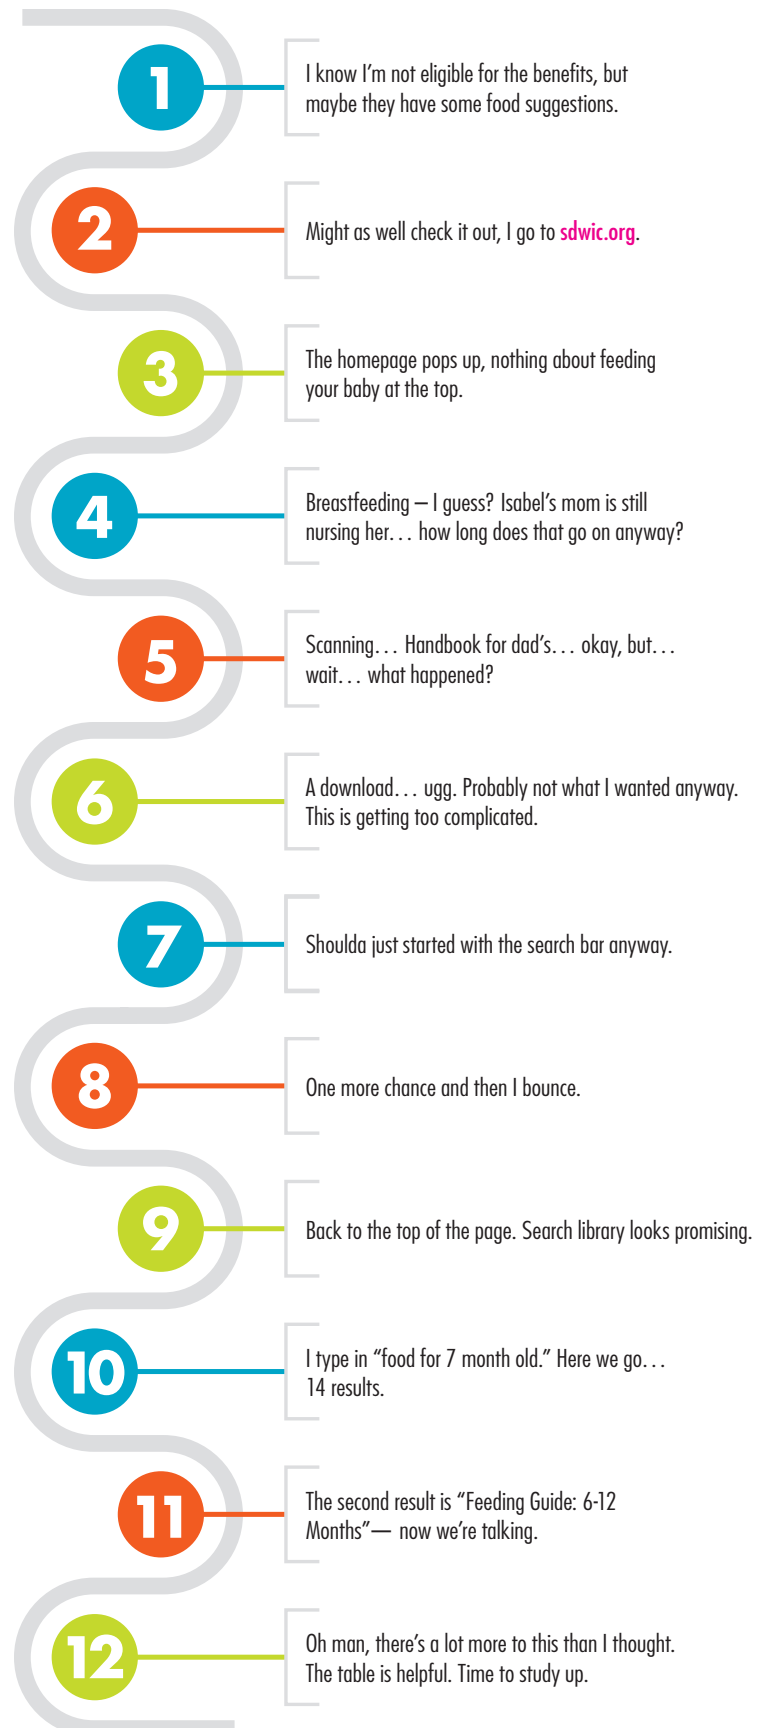 1
I know I’m not eligible for the benefits, but
maybe they have some food suggestions.
2
Might as well check it out, I go to sdwic.org.
3
The homepage pops up, nothing about feeding
your baby at the top.
4
Breastfeeding – I guess? Isabel’s mom is still
nursing her… how long does that go on anyway?
5
Scanning… Handbook for dad’s… okay, but…
wait… what happened?
6
A download… ugg. Probably not what I wanted anyway.
This is getting too complicated.
7
Shoulda just started with the search bar anyway.
8
One more chance and then I bounce.
9
Back to the top of the page. Search library looks promising.
10
I type in “food for 7 month old.” Here we go…
14 results.
11
The second result is “Feeding Guide: 6-12
Months”— now we’re talking.
12
Oh man, there’s a lot more to this than I thought.
The table is helpful. Time to study up.